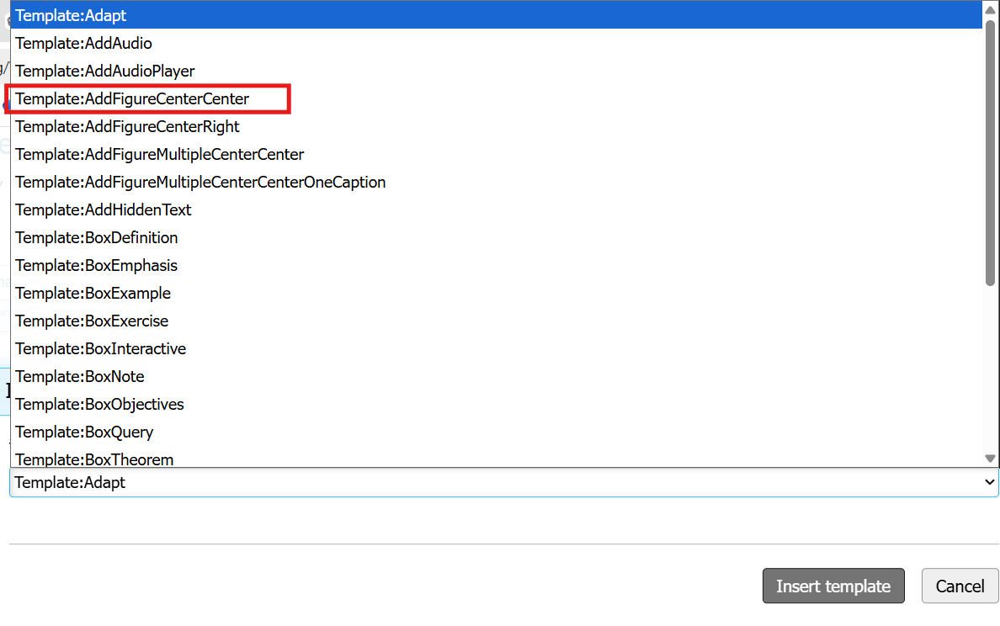 Template:Adapt
Template:AddAudio
Template:AddAudioPlayer
Template:AddFigureCenterCenter
Template:AddFigureCenterRight
Template:AddFigureMultipleCenterCenter
Template:AddFigureMultipleCenterCenterOneCaption
Template:AddHiddenText
Template:BoxDefinition
Template:BoxEmphasis
Template:BoxExample
Template:BoxExercise
Template:BoxInteractive
Template:BoxNote
Template:BoxObjectives
Template:BoxQuery
Template:BoxTheorem
Template:Adapt
Insert template Cancel